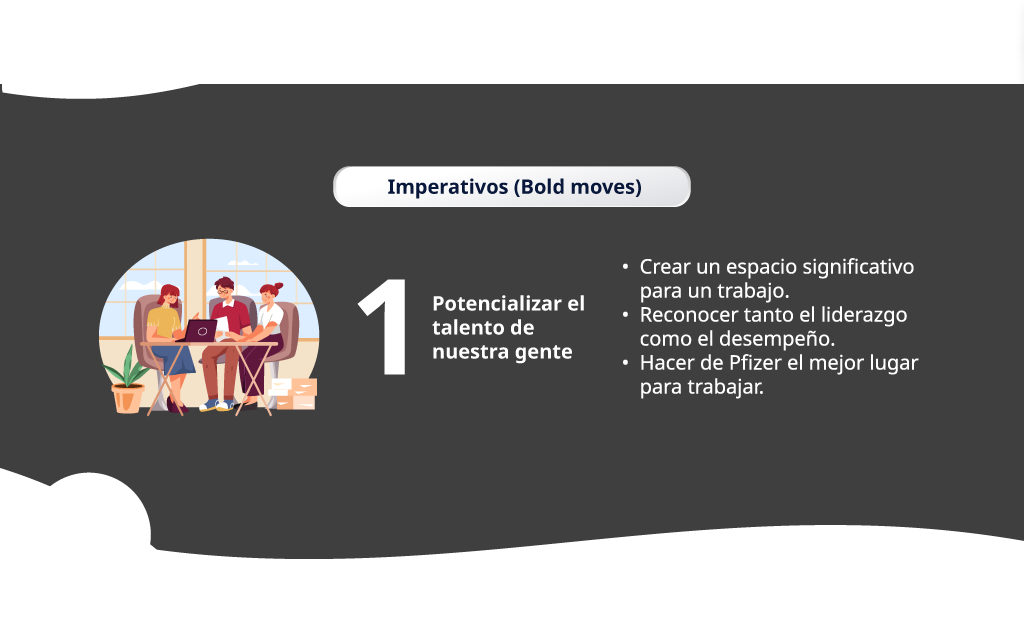 Imperativos (Bold moves)
1
Potencializar el
talento de
nuestra gente
• Crear un espacio significativo
para un trabajo.
• Reconocer tanto el liderazgo
como el desempeño.
• Hacer de Pfizer el mejor lugar
para trabajar.